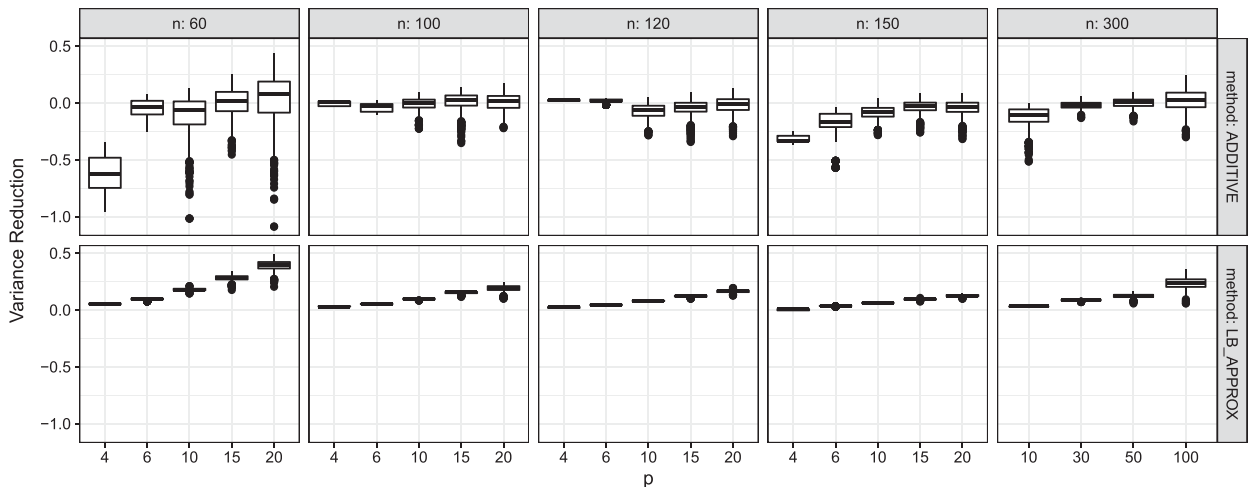 n: 60
n: 100
n: 120
n: 150
n: 300
Variance Reduction
0.5
0.0
−0.5
−1.0
method: ADDITIVE
0.5
0.0
−0.5
−1.0
method: LB_APPROX
4 6 10 15 20
4 6 10 15 20
4 6 10 15 20
4 6 10 15 20
10 30 50 100
p